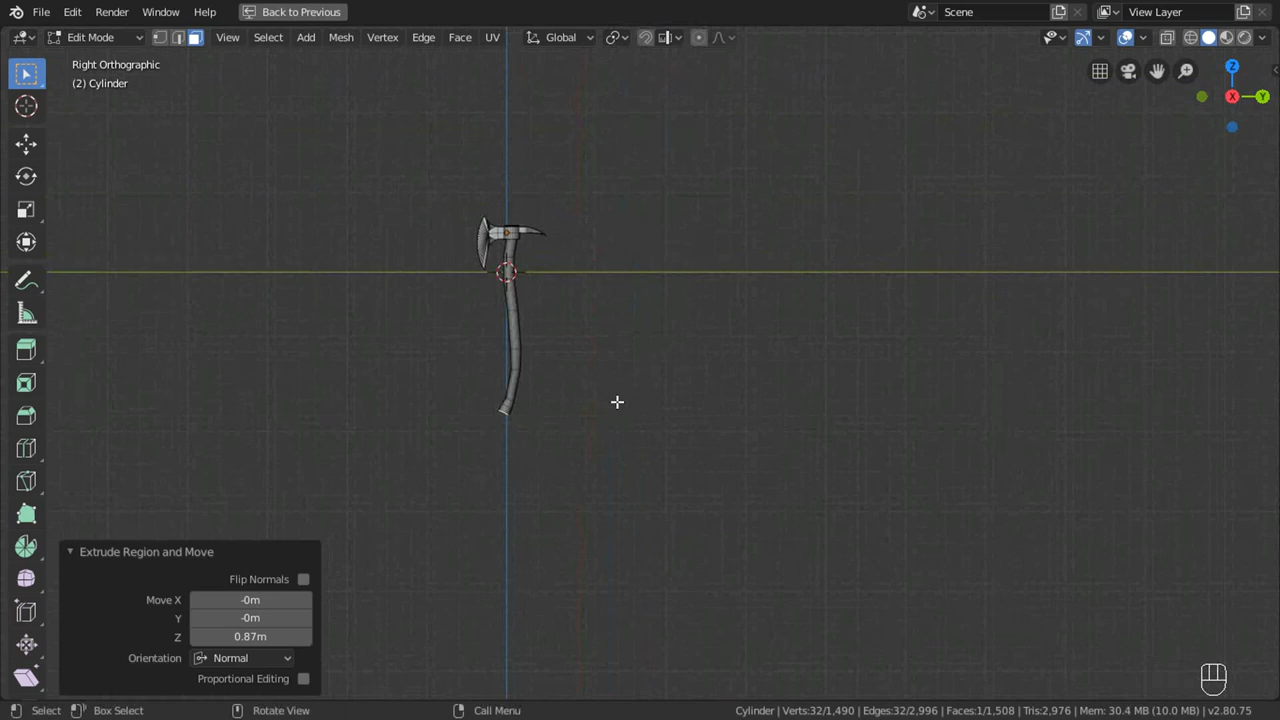 File Edit Render Window Help Back to Previous Scene View Layer
Edit Mode View Select Add Mesh Vertex Edge Face UV Global
Right Orthographic
(2) Cylinder
Z
X
Y
Extrude Region and Move
Flip Normals
Move X -0m
Y -0m
Z 0.87m
Orientation Normal
Proportional Editing
Select Box Select Rotate View Call Menu Cylinder | Verts:32/1,490 | Edges:32/2,996 | Faces:1/1,508 | Tris:2,976 | Mem: 30.4 MB (10.0 MB) | v2.80.75